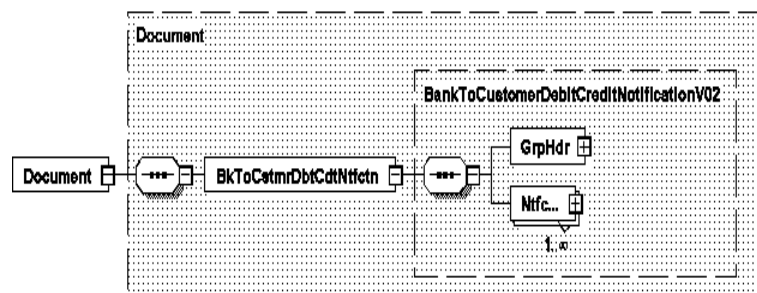 Document
BankToCustomerDebitCreditNotificationV02
GrpHdr
Document
BkToCstmrDbtCdtNtfctn
Ntfc...
1..∞